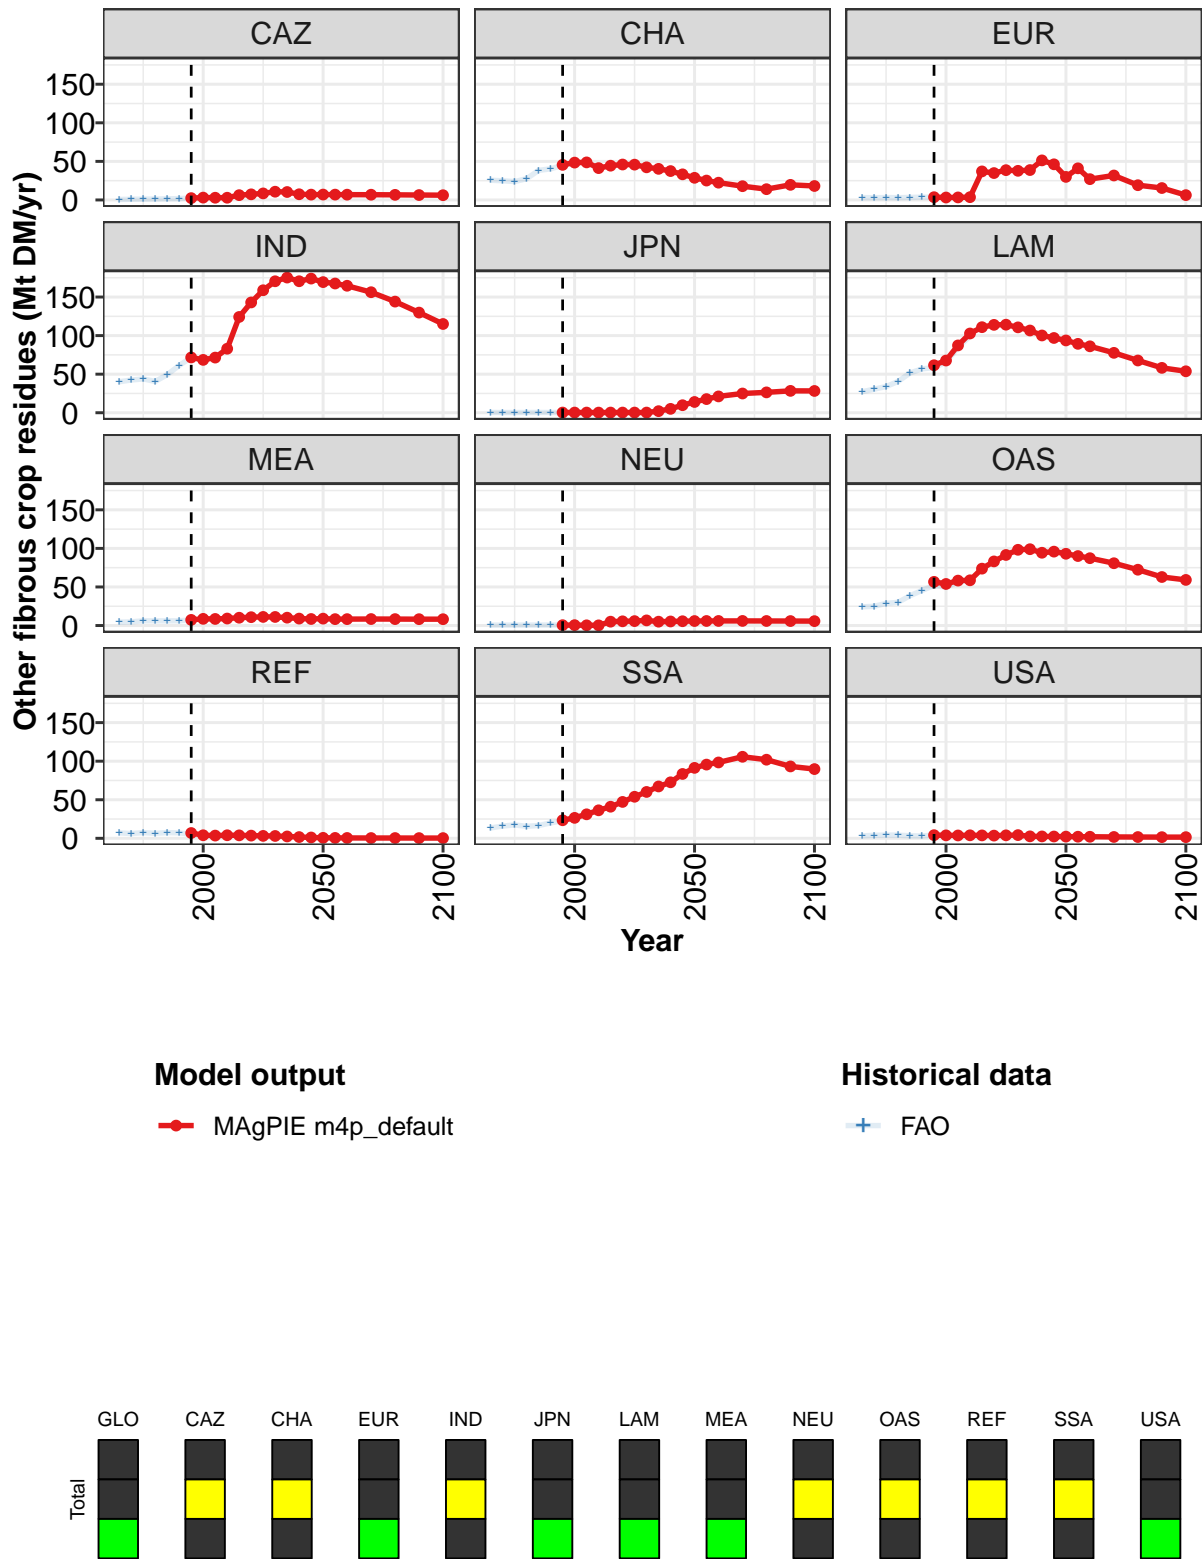 CAZ CHA EUR
150
100
50
0
IND JPN LAM
150
100
50
0
MEA NEU OAS
150
100
50
0
REF SSA USA
150
100
50
0
2000 2050 2100 2000 2050 2100 2000 2050 2100
Year
Other fibrous crop residues (Mt DM/yr)
Model output Historical data
MAgPIE m4p_default FAO
GLO CAZ CHA EUR IND JPN LAM MEA NEU OAS REF SSA USA
Total